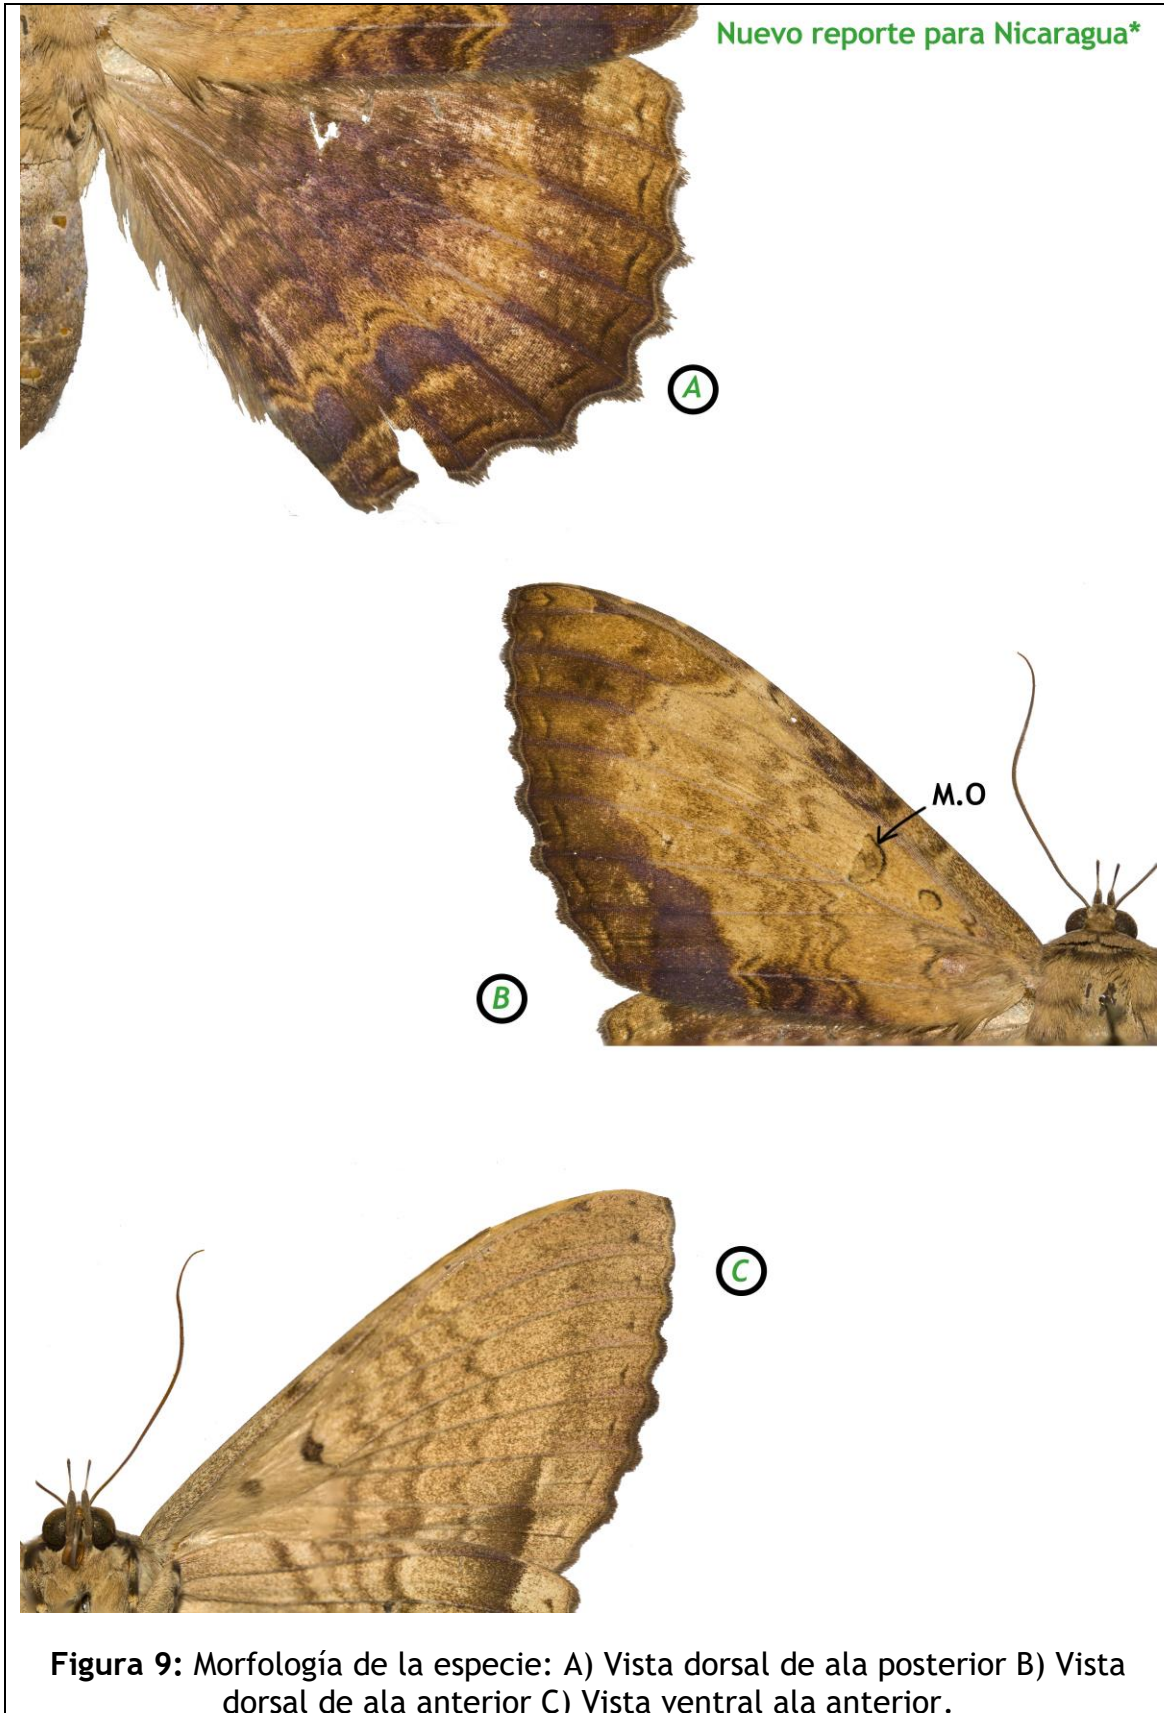 Nuevo reporte para Nicaragua*
A
M.O
B
C
Figura 9: Morfología de la especie: A) Vista dorsal de ala posterior B) Vista
dorsal de ala anterior C) Vista ventral ala anterior.